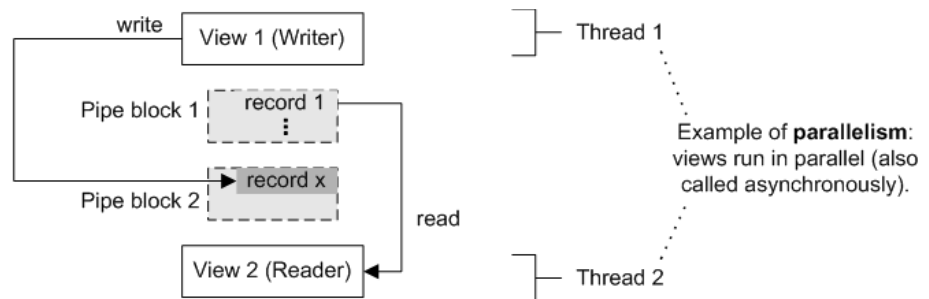 write
View 1 (Writer)
Thread 1
Pipe block 1
record 1
Example of parallelism:
views run in parallel (also
called asynchronously).
record x
Pipe block 2
read
View 2 (Reader)
Thread 2